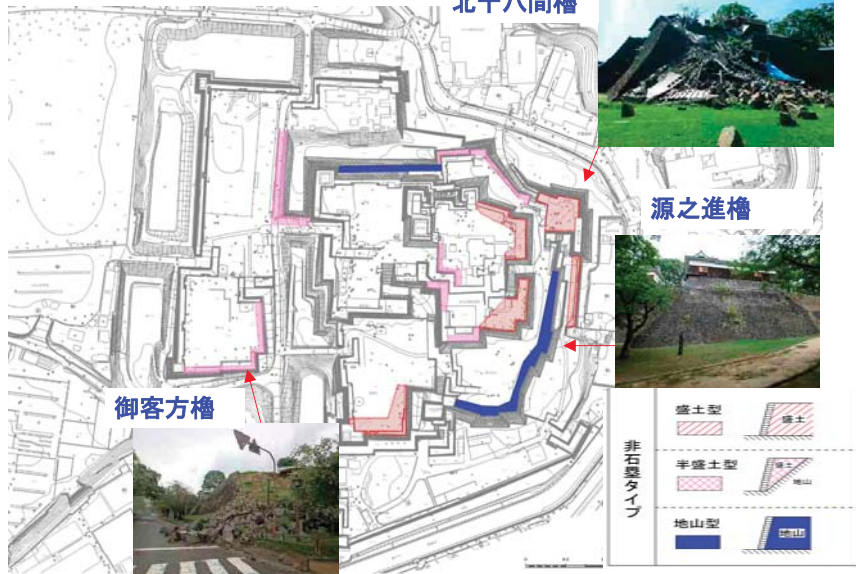 北十八間櫓
源之進櫓
御客方櫓
非石塁タイプ
盛土型
盛土
半盛土型
盛土
地山
地山型
地山